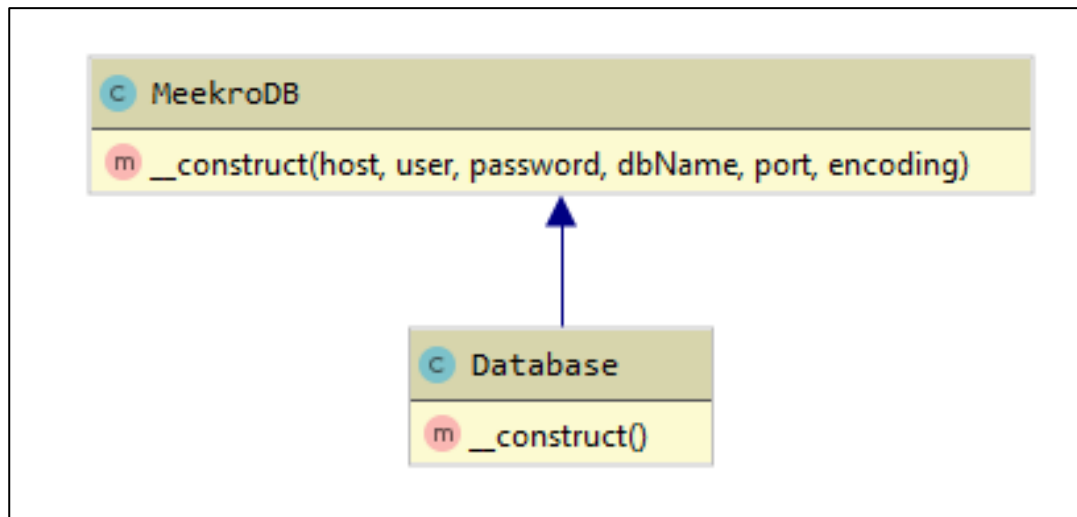 C MeekroDB
m __construct(host, user, password, dbName, port, encoding)
C Database
m __construct()